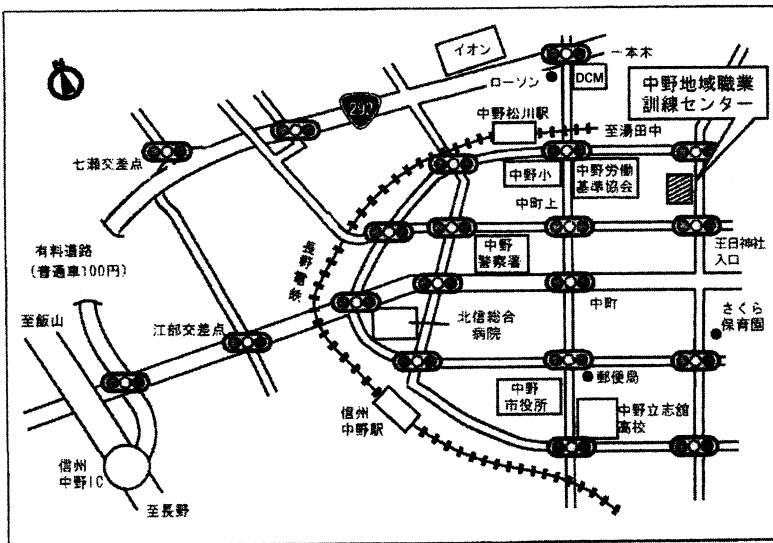 イオン
一本木
ローソン
DCM
中野地域職業
訓練センター
292
中野松川駅
至湯田中
七瀬交差点
中野小
中野労働
基準協会
中町上
有料道路
(普通車100円)
長野電鉄
中野
警察署
王日神社
入口
至飯山
江部交差点
北信総合
病院
中町
さくら
保育園
郵便局
中野
市役所
信州
中野駅
中野立志館
高校
信州
中野IC
至長野